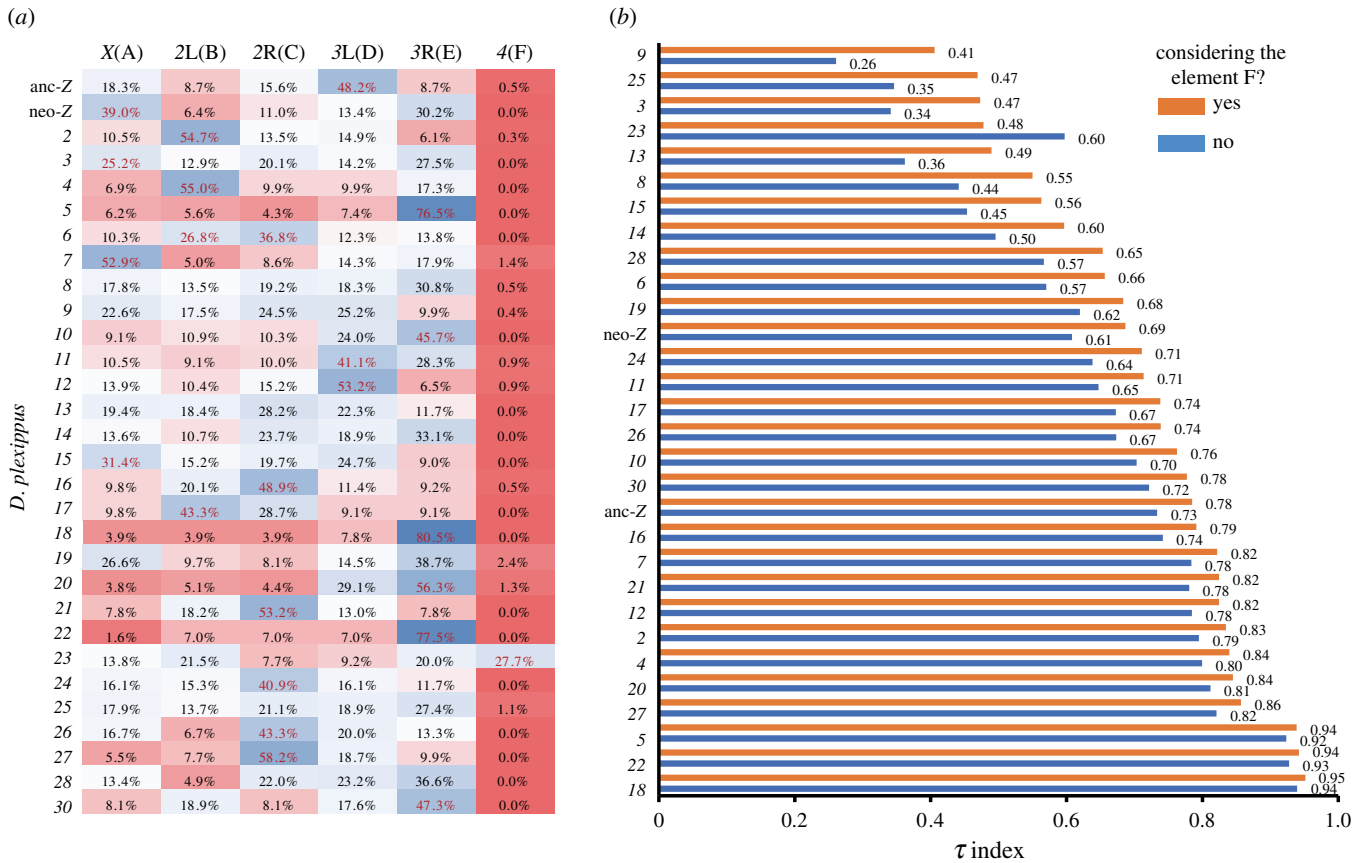 (a)
X(A) 2L(B) 2R(C) 3L(D) 3R(E) 4(F)
anc-Z 18.3% 8.7% 15.6% 48.2% 8.7% 0.5%
neo-Z 39.0% 6.4% 11.0% 13.4% 30.2% 0.0%
2 10.5% 54.7% 13.5% 14.9% 6.1% 0.3%
3 25.2% 12.9% 20.1% 14.2% 27.5% 0.0%
4 6.9% 55.0% 9.9% 9.9% 17.3% 0.0%
5 6.2% 5.6% 4.3% 7.4% 76.5% 0.0%
6 10.3% 26.8% 36.8% 12.3% 13.8% 0.0%
7 52.9% 5.0% 8.6% 14.3% 17.9% 1.4%
8 17.8% 13.5% 19.2% 18.3% 30.8% 0.5%
9 22.6% 17.5% 24.5% 25.2% 9.9% 0.4%
10 9.1% 10.9% 10.3% 24.0% 45.7% 0.0%
11 10.5% 9.1% 10.0% 41.1% 28.3% 0.9%
12 13.9% 10.4% 15.2% 53.2% 6.5% 0.9%
13 19.4% 18.4% 28.2% 22.3% 11.7% 0.0%
14 13.6% 10.7% 23.7% 18.9% 33.1% 0.0%
15 31.4% 15.2% 19.7% 24.7% 9.0% 0.0%
16 9.8% 20.1% 48.9% 11.4% 9.2% 0.5%
17 9.8% 43.3% 28.7% 9.1% 9.1% 0.0%
18 3.9% 3.9% 3.9% 7.8% 80.5% 0.0%
19 26.6% 9.7% 8.1% 14.5% 38.7% 2.4%
20 3.8% 5.1% 4.4% 29.1% 56.3% 1.3%
21 7.8% 18.2% 53.2% 13.0% 7.8% 0.0%
22 1.6% 7.0% 7.0% 7.0% 77.5% 0.0%
23 13.8% 21.5% 7.7% 9.2% 20.0% 27.7%
24 16.1% 15.3% 40.9% 16.1% 11.7% 0.0%
25 17.9% 13.7% 21.1% 18.9% 27.4% 1.1%
26 16.7% 6.7% 43.3% 20.0% 13.3% 0.0%
27 5.5% 7.7% 58.2% 18.7% 9.9% 0.0%
28 13.4% 4.9% 22.0% 23.2% 36.6% 0.0%
30 8.1% 18.9% 8.1% 17.6% 47.3% 0.0%
D. plexippus
(b)
considering the
element F?
yes
no
9 0.41
0.26
25 0.47
0.35
3 0.47
0.34
23 0.48
0.60
13 0.49
0.36
8 0.55
0.44
15 0.56
0.45
14 0.60
0.50
28 0.65
0.57
6 0.66
0.57
19 0.68
0.62
neo-Z 0.69
0.61
24 0.71
0.64
11 0.71
0.65
17 0.74
0.67
26 0.74
0.67
10 0.76
0.70
30 0.78
0.72
anc-Z 0.78
0.73
16 0.79
0.74
7 0.82
0.78
21 0.82
0.78
12 0.82
0.78
2 0.83
0.79
4 0.84
0.80
20 0.84
0.81
27 0.86
0.82
5 0.94
0.92
22 0.94
0.93
18 0.95
0.94
0 0.2 0.4 0.6 0.8 1.0
τ index